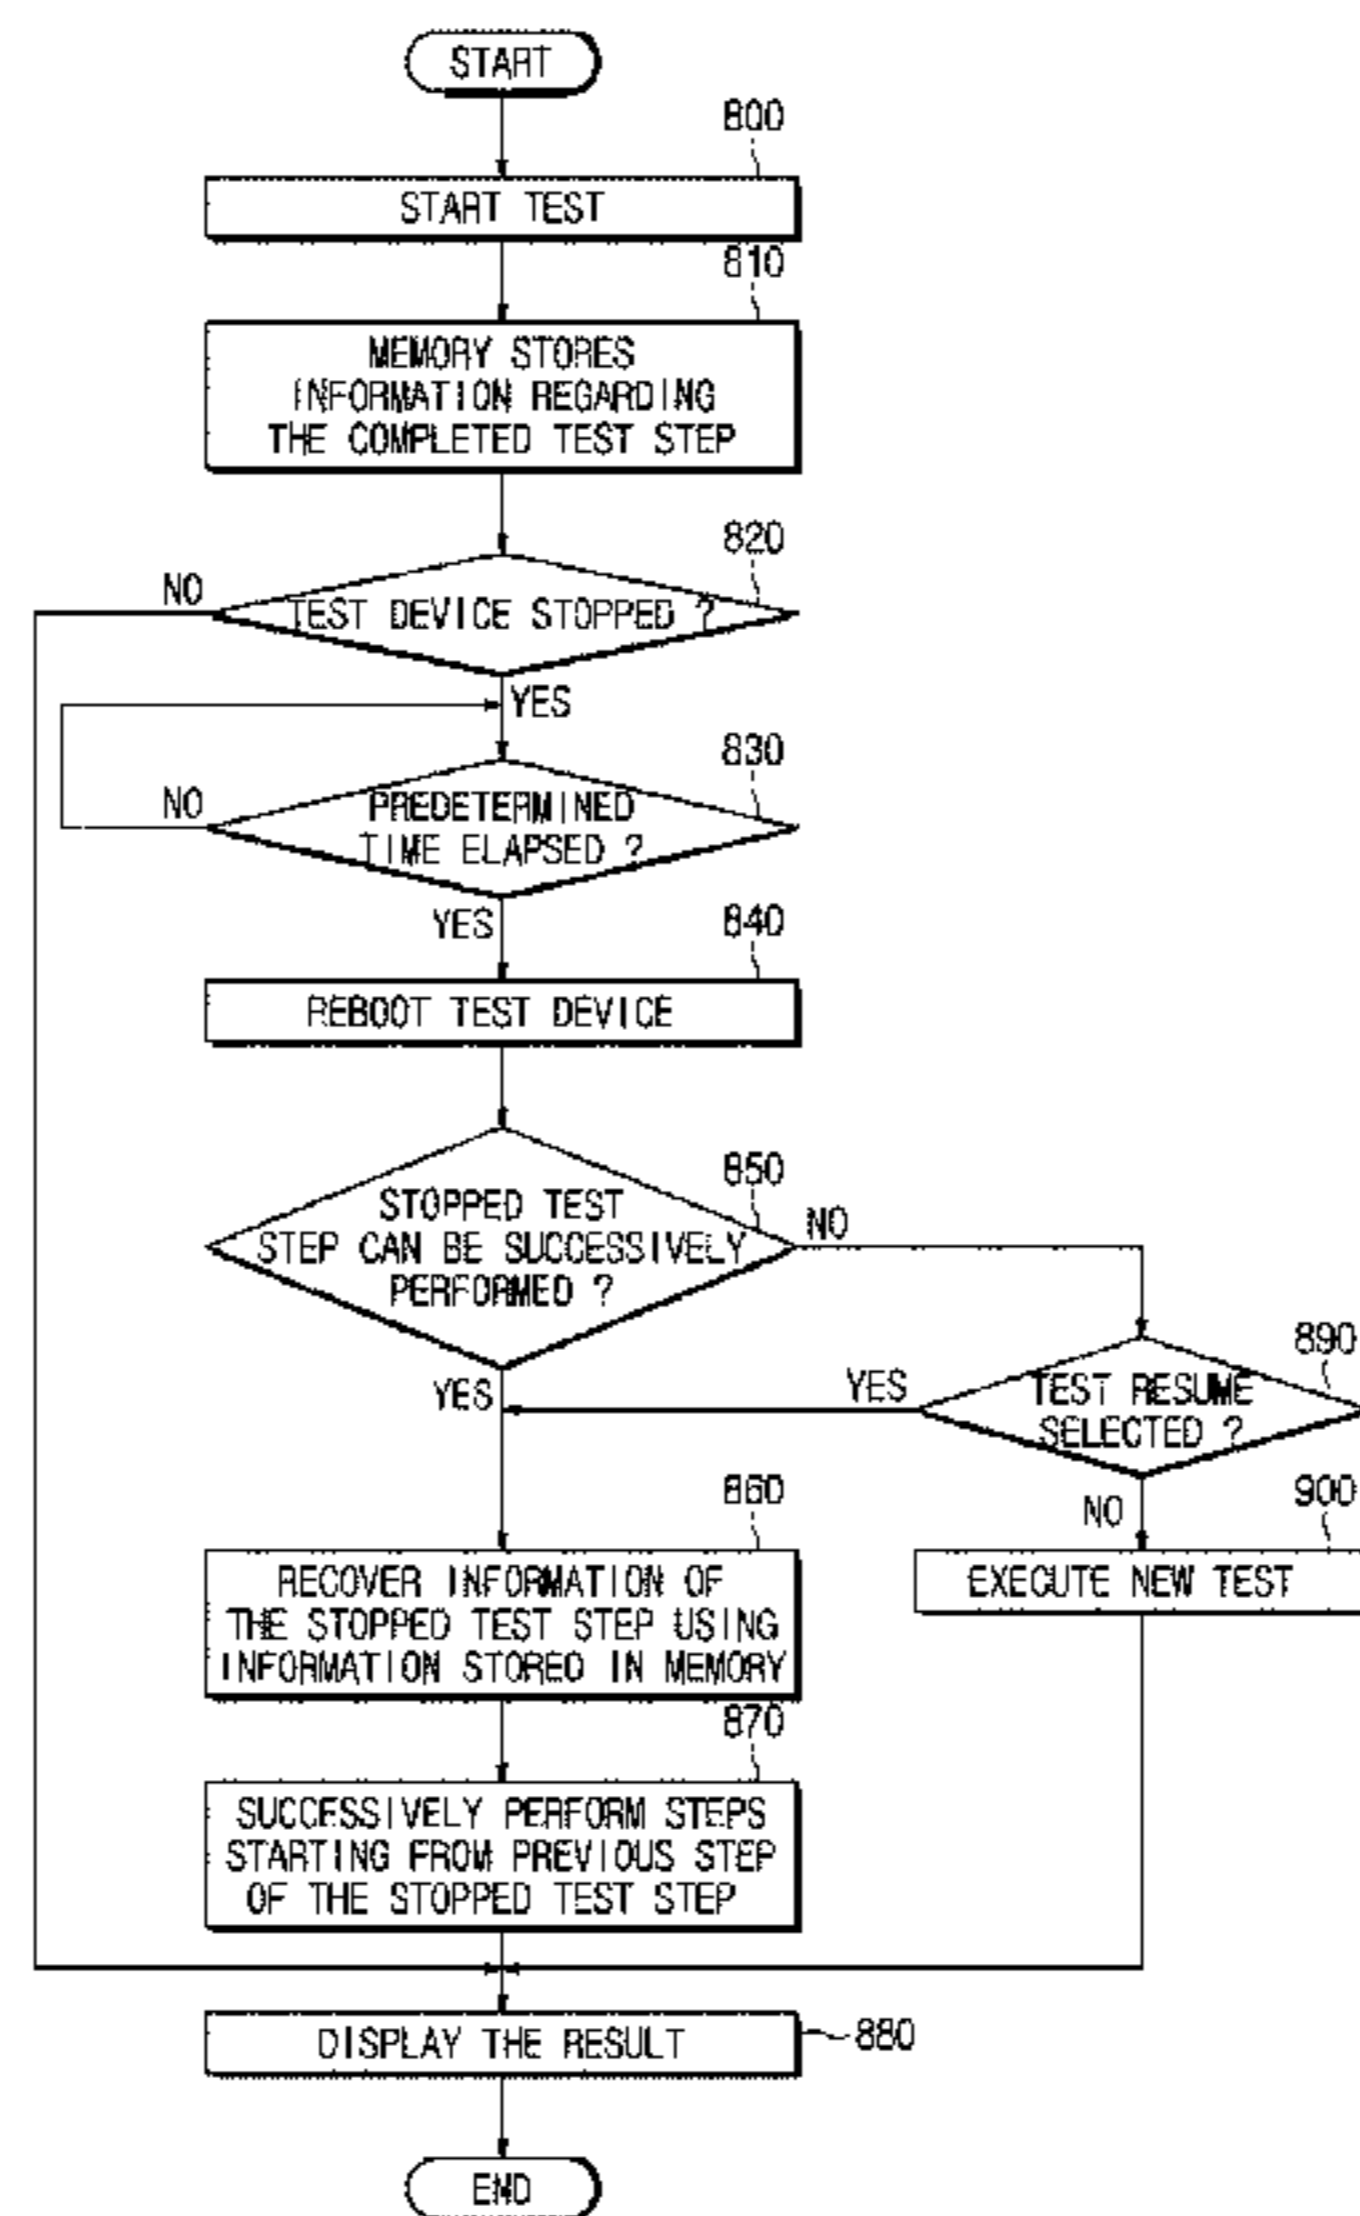 START
800
START TEST
810
MEMORY STORES
INFORMATION REGARDING
THE COMPLETED TEST STEP
820
NO
TEST DEVICE STOPPED ?
YES
830
NO
PREDETERMINED
TIME ELAPSED ?
YES
840
REBOOT TEST DEVICE
850
STOPPED TEST
STEP CAN BE SUCCESSIVELY
PERFORMED ?
NO
YES
890
YES
TEST RESUME
SELECTED ?
NO
860
RECOVER INFORMATION OF
THE STOPPED TEST STEP USING
INFORMATION STORED IN MEMORY
900
EXECUTE NEW TEST
870
SUCCESSIVELY PERFORM STEPS
STARTING FROM PREVIOUS STEP
OF THE STOPPED TEST STEP
DISPLAY THE RESULT
880
END